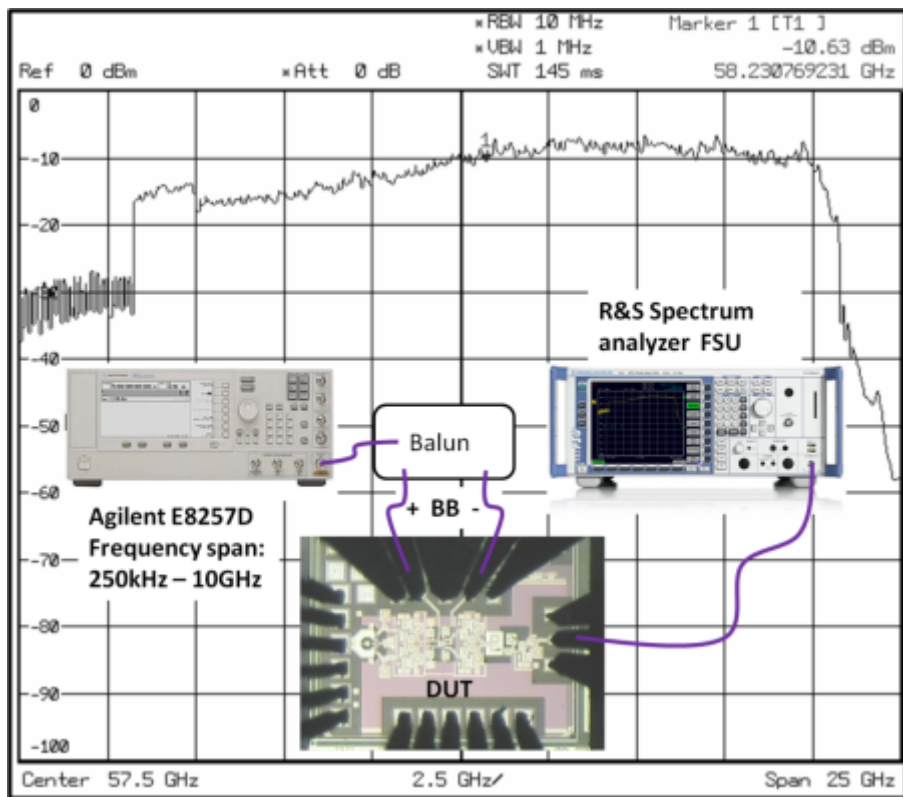 *RBW 10 MHz Marker 1 [T1 ]
*VBW 1 MHz -10.63 dBm
Ref 0 dBm *Att 0 dB SWT 145 ms 58.230769231 GHz
0
1
-10
-20
-40
-50
-60
-70
-80
-90
-100
R&S Spectrum
analyzer FSU
Balun
+ BB -
Agilent E8257D
Frequency span:
250kHz – 10GHz
DUT
Center 57.5 GHz 2.5 GHz/ Span 25 GHz